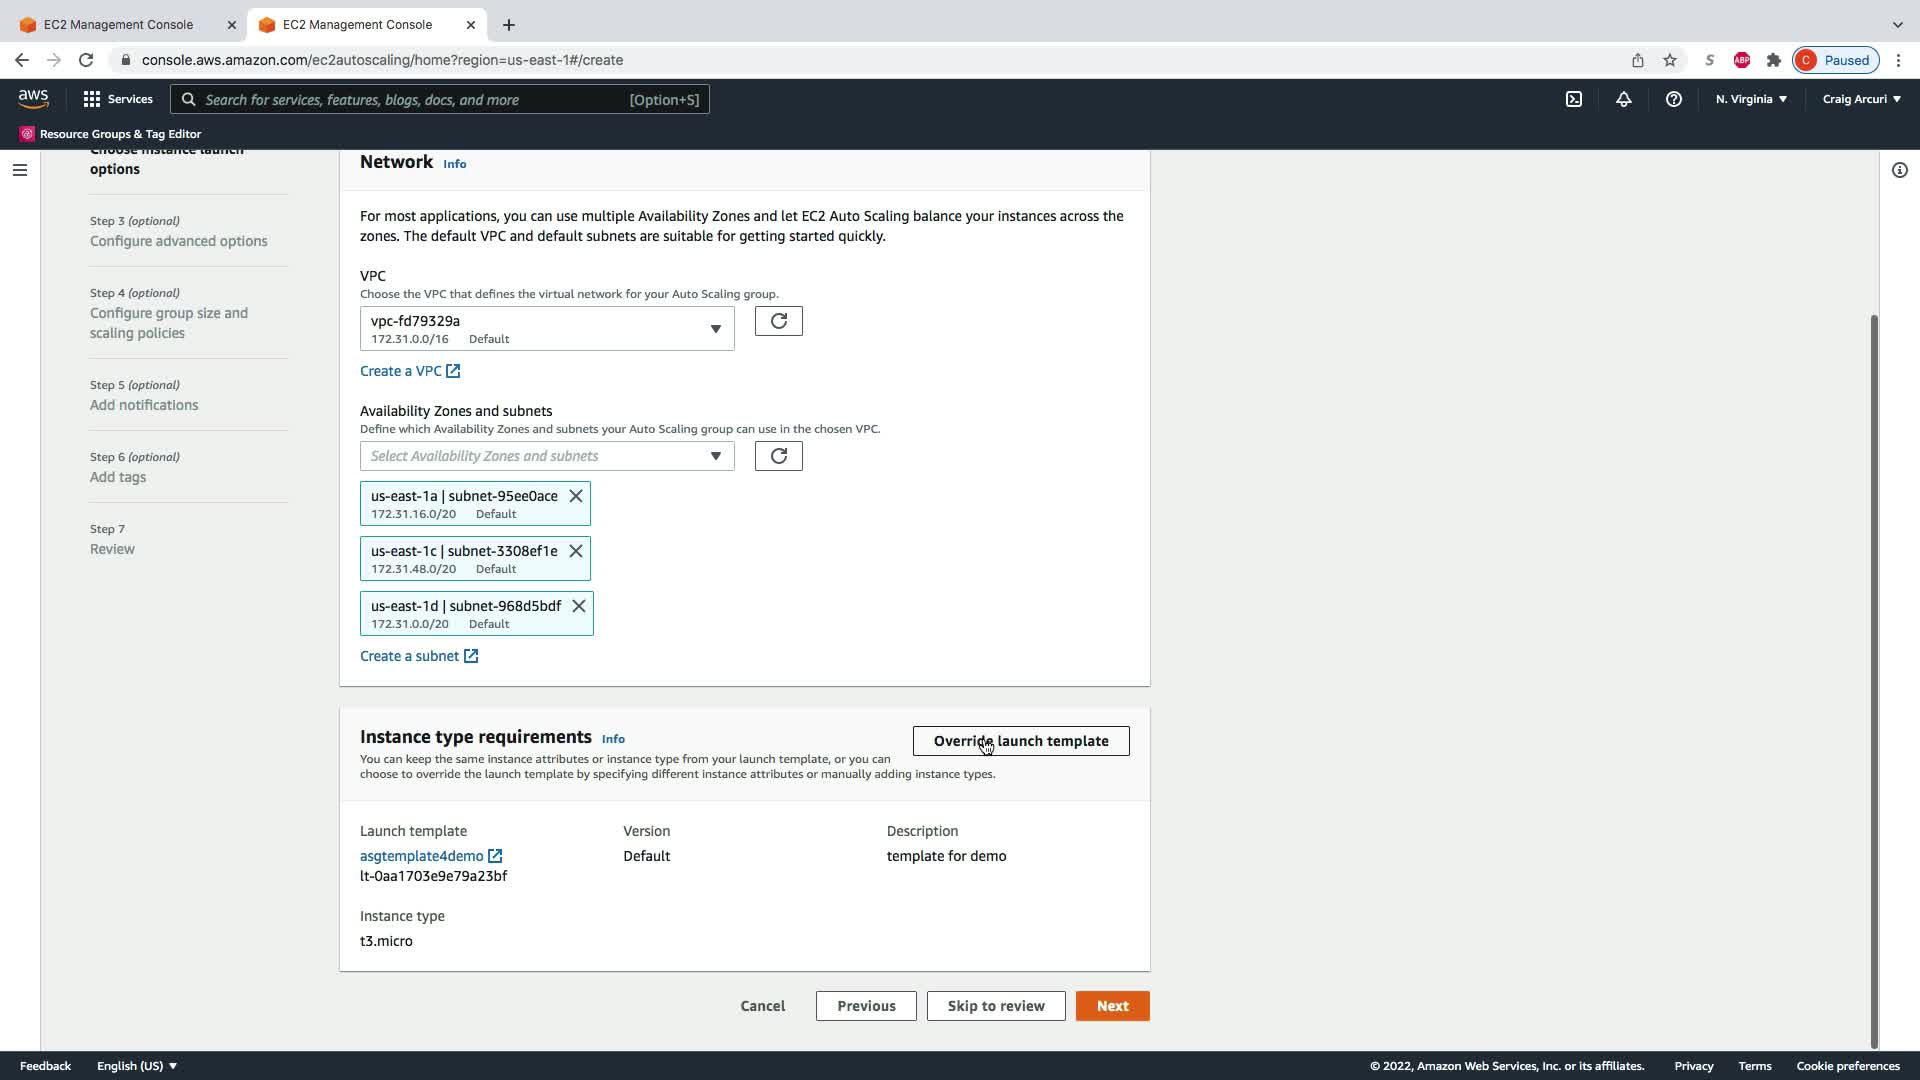 EC2 Management Console
EC2 Management Console
console.aws.amazon.com/ec2autoscaling/home?region=us-east-1#/create
S
ABP
C Paused
aws
Services
Search for services, features, blogs, docs, and more [Option+S]
N. Virginia
Craig Arcuri
Resource Groups & Tag Editor
Choose instance launch
options
Step 3 (optional)
Configure advanced options
Step 4 (optional)
Configure group size and
scaling policies
Step 5 (optional)
Add notifications
Step 6 (optional)
Add tags
Step 7
Review
Network Info
For most applications, you can use multiple Availability Zones and let EC2 Auto Scaling balance your instances across the
zones. The default VPC and default subnets are suitable for getting started quickly.
VPC
Choose the VPC that defines the virtual network for your Auto Scaling group.
vpc-fd79329a
172.31.0.0/16 Default
Create a VPC
Availability Zones and subnets
Define which Availability Zones and subnets your Auto Scaling group can use in the chosen VPC.
Select Availability Zones and subnets
us-east-1a | subnet-95ee0ace
172.31.16.0/20 Default
us-east-1c | subnet-3308ef1e
172.31.48.0/20 Default
us-east-1d | subnet-968d5bdf
172.31.0.0/20 Default
Create a subnet
Instance type requirements Info
Override launch template
You can keep the same instance attributes or instance type from your launch template, or you can
choose to override the launch template by specifying different instance attributes or manually adding instance types.
Launch template
asgtemplate4demo
lt-0aa1703e9e79a23bf
Version
Default
Description
template for demo
Instance type
t3.micro
Cancel
Previous
Skip to review
Next
Feedback
English (US)
© 2022, Amazon Web Services, Inc. or its affiliates.
Privacy
Terms
Cookie preferences